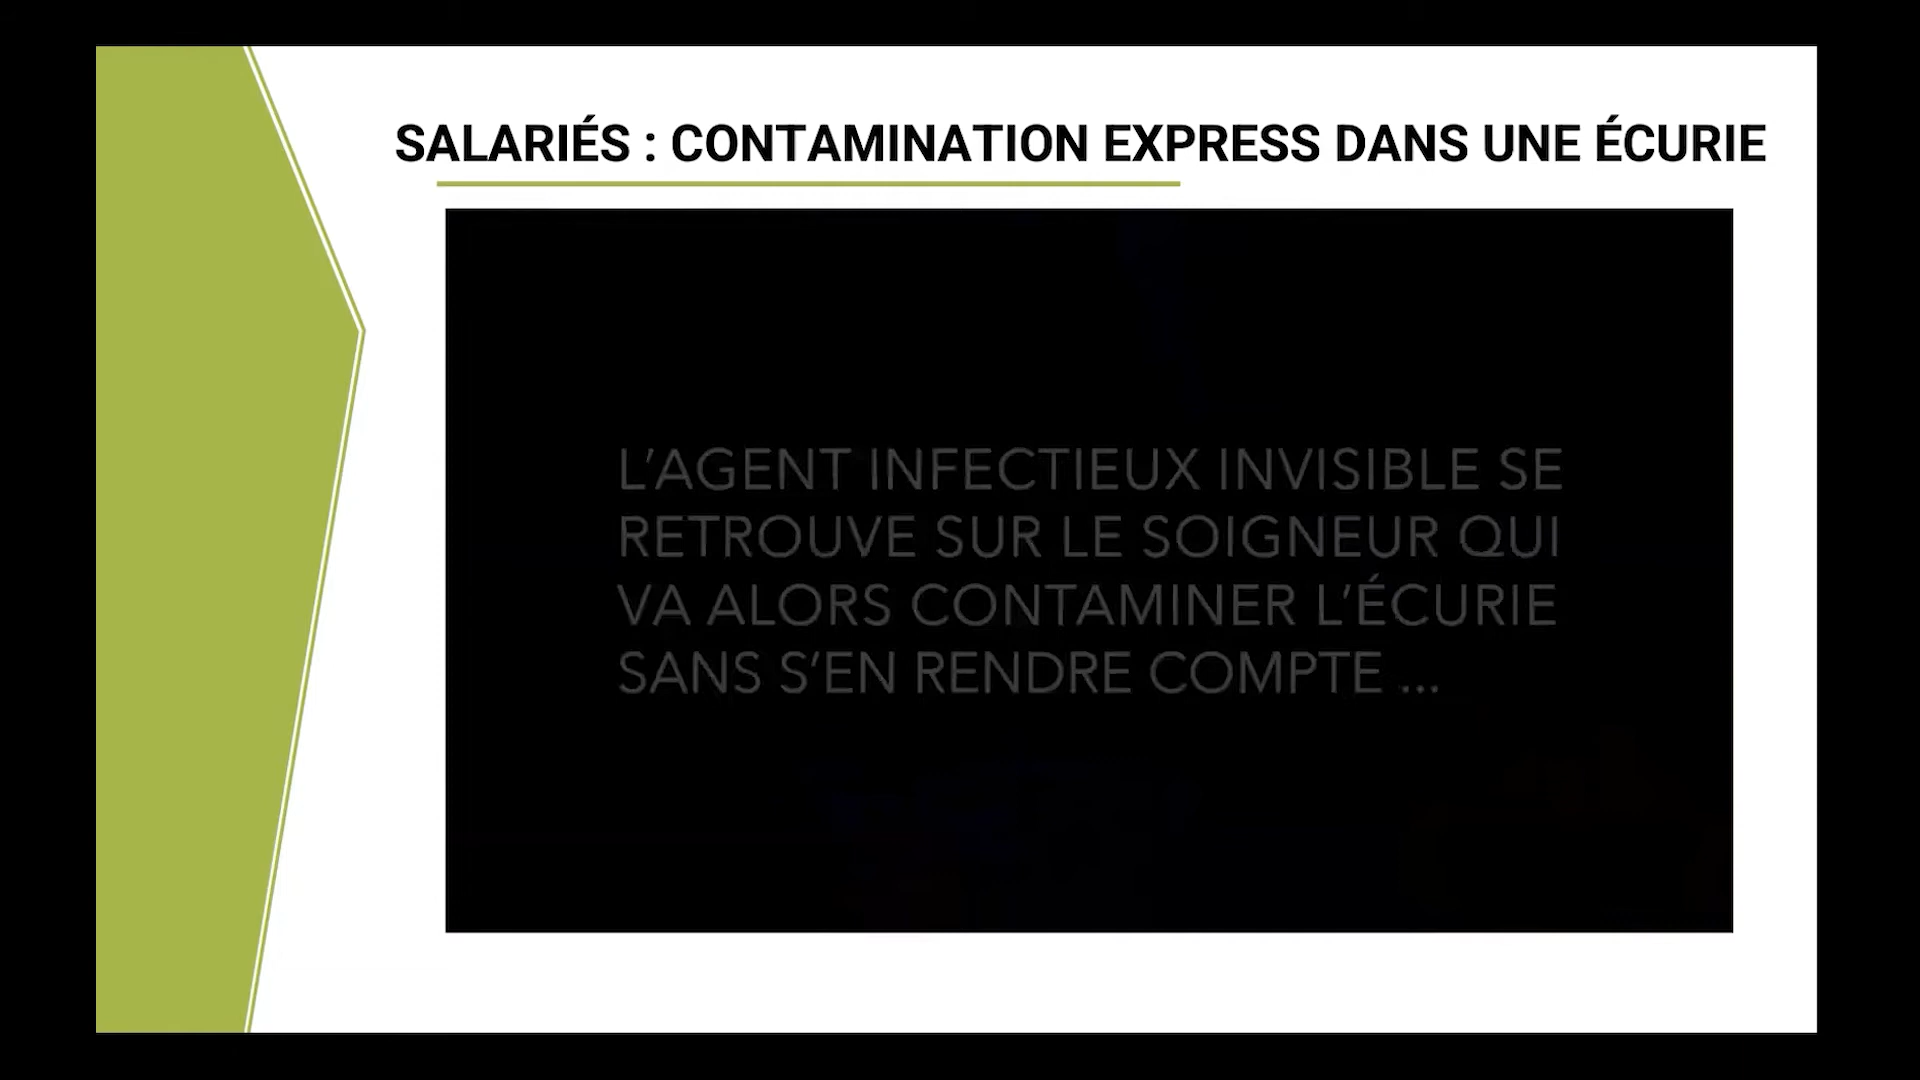 SALARIÉS : CONTAMINATION EXPRESS DANS UNE ÉCURIE
L’AGENT INFECTIEUX INVISIBLE SE
RETROUVE SUR LE SOIGNEUR QUI
VA ALORS CONTAMINER L’ÉCURIE
SANS S’EN RENDRE COMPTE ...